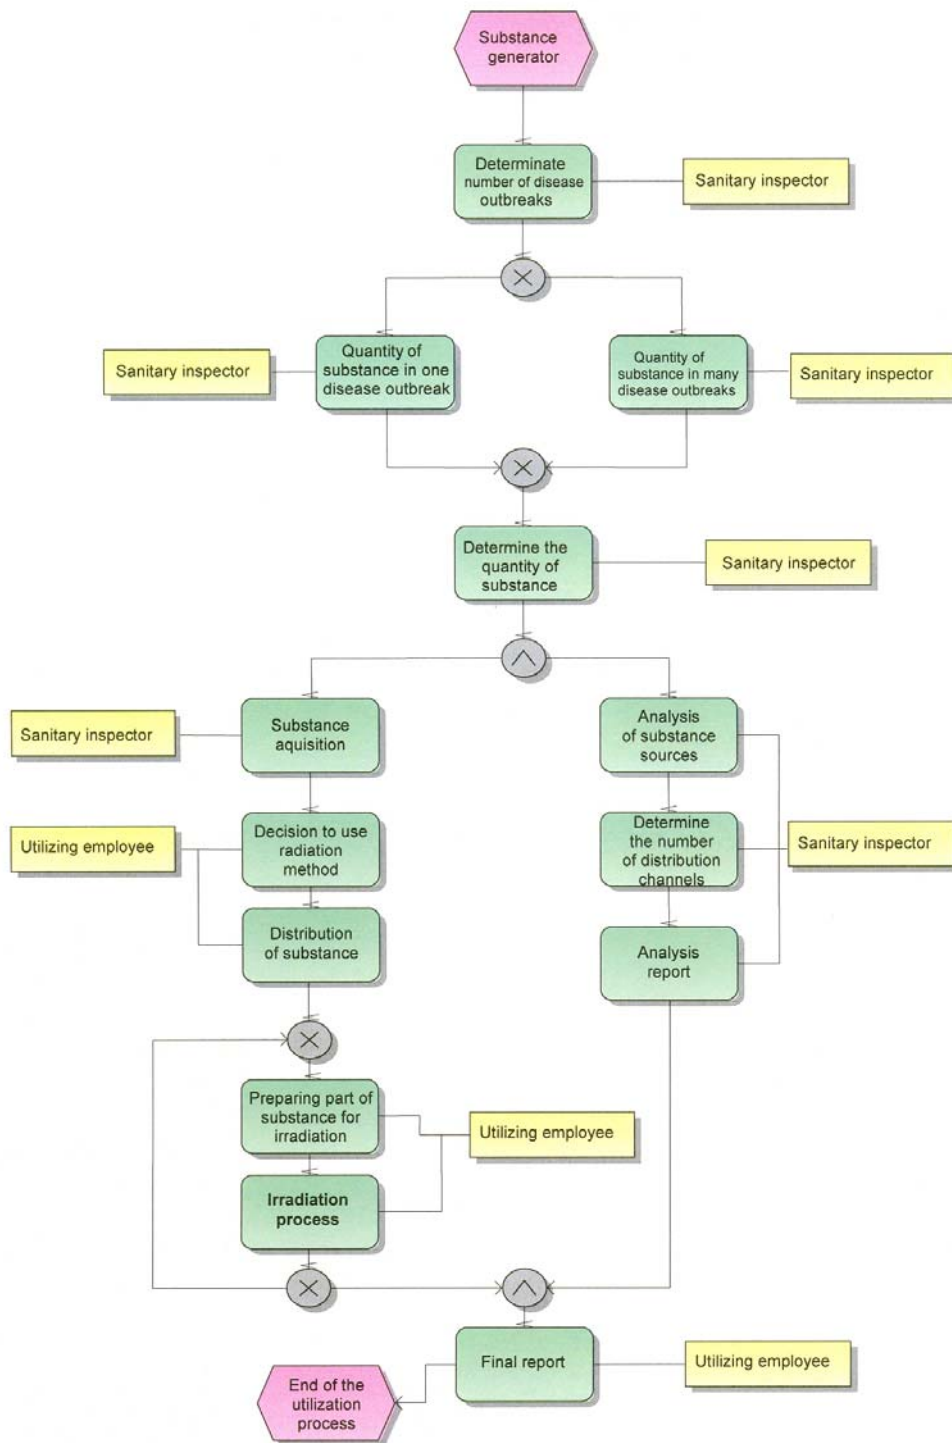 Substance
generator
Determinate
number of disease
outbreaks
Sanitary inspector
Sanitary inspector
Quantity of
substance in one
disease outbreak
Quantity of
substance in many
disease outbreaks
Sanitary inspector
Determine the
quantity of
substance
Sanitary inspector
Sanitary inspector
Substance
aquisition
Analysis
of substance
sources
Utilizing employee
Decision to use
radiation
method
Determine
the number
of distribution
channels
Sanitary inspector
Distribution
of substance
Analysis
report
Preparing part of
substance for
irradiation
Utilizing employee
Irradiation
process
Final report
Utilizing employee
End of the
utilization
process